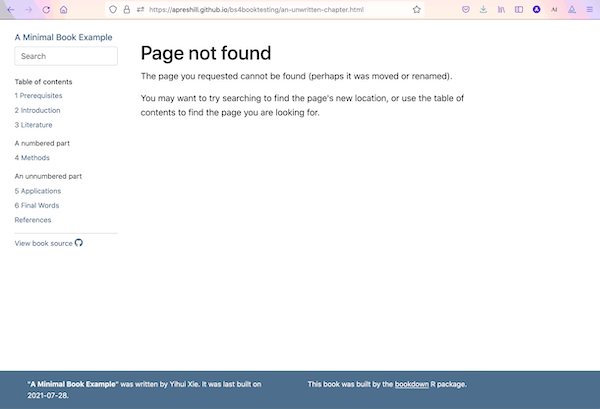 https://apreshill.github.io/bs4booktesting/an-unwritten-chapter.html
A Minimal Book Example
Search
Table of contents
1 Prerequisites
2 Introduction
3 Literature
A numbered part
4 Methods
An unnumbered part
5 Applications
6 Final Words
References
View book source
Page not found
The page you requested cannot be found (perhaps it was moved or renamed).
You may want to try searching to find the page's new location, or use the table of
contents to find the page you are looking for.
"A Minimal Book Example" was written by Yihui Xie. It was last built on
2021-07-28.
This book was built by the bookdown R package.